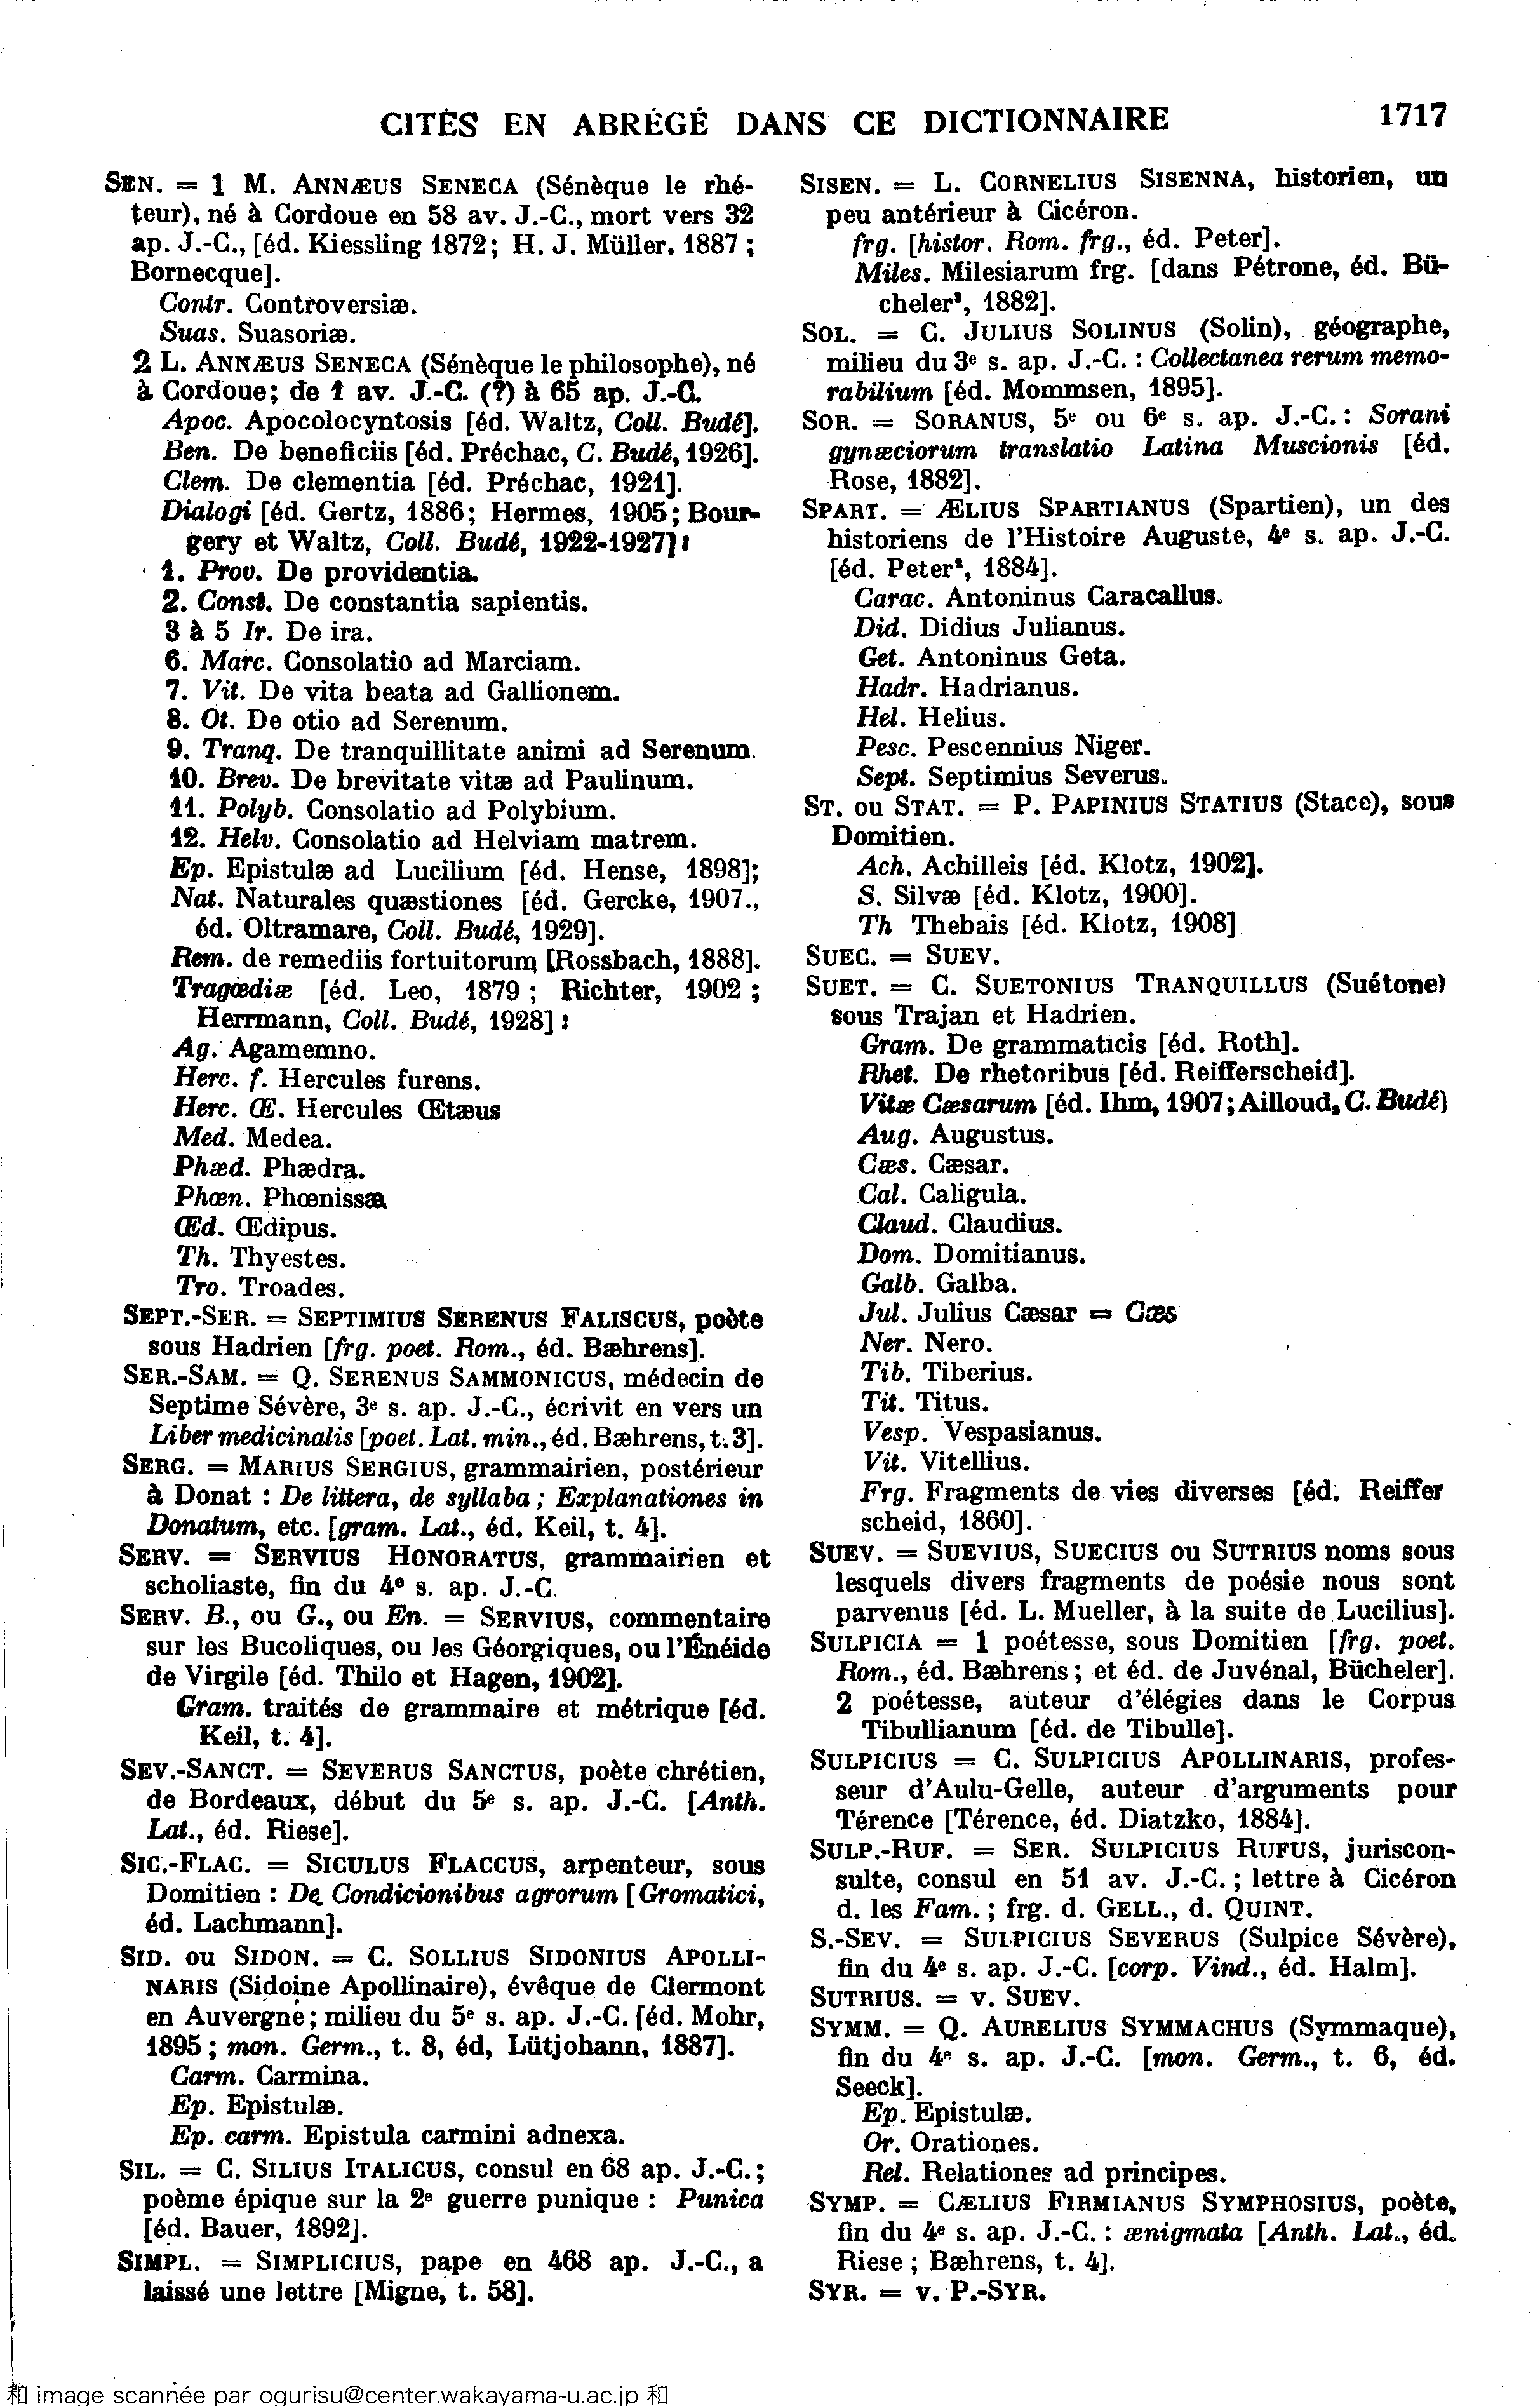 CITÉS EN ABRÉGÉ DANS CE DICTIONNAIRE 1717
SEN. = 1 M. ANNÆUS SENECA (Sénèque le rhé-
teur), né à Cordoue en 58 av. J.-C., mort vers 32
ap. J.-C., [éd. Kiessling 1872; H. J. Müller, 1887 ;
Bornecque].
Contr. Controversiæ.
Suas. Suasoriæ.
2 L. ANNÆUS SENECA (Sénèque le philosophe), né
à Cordoue; de 1 av. J.-C. (?) à 65 ap. J.-C.
Apoc. Apocolocyntosis [éd. Waltz, Coll. Budé].
Ben. De beneficiis [éd. Préchac, C. Budé, 1926].
Clem. De clementia [éd. Préchac, 1921].
Dialogi [éd. Gertz, 1886; Hermes, 1905; Bour-
gery et Waltz, Coll. Budé, 1922-1927] :
1. Prov. De providentia.
2. Const. De constantia sapientis.
3 à 5 Ir. De ira.
6. Marc. Consolatio ad Marciam.
7. Vit. De vita beata ad Gallionem.
8. Ot. De otio ad Serenum.
9. Tranq. De tranquillitate animi ad Serenum.
10. Brev. De brevitate vitæ ad Paulinum.
11. Polyb. Consolatio ad Polybium.
12. Helv. Consolatio ad Helviam matrem.
Ep. Epistulæ ad Lucilium [éd. Hense, 1898];
Nat. Naturales quæstiones [éd. Gercke, 1907.,
éd. Oltramare, Coll. Budé, 1929].
Rem. de remediis fortuitorum [Rossbach, 1888].
Tragœdiæ [éd. Leo, 1879 ; Richter, 1902 ;
Herrmann, Coll. Budé, 1928] :
Ag. Agamemno.
Herc. f. Hercules furens.
Herc. Œ. Hercules Œtæus
Med. Medea.
Phæd. Phædra.
Phœn. Phœnissæ
Œd. Œdipus.
Th. Thyestes.
Tro. Troades.
SEPT.-SER. = SEPTIMIUS SERENUS FALISCUS, poète
sous Hadrien [frg. poet. Rom., éd. Bæhrens].
SER.-SAM. = Q. SERENUS SAMMONICUS, médecin de
Septime Sévère, 3e s. ap. J.-C., écrivit en vers un
Liber medicinalis [poet. Lat. min., éd. Bæhrens, t. 3].
SERG. = MARIUS SERGIUS, grammairien, postérieur
à Donat : De littera, de syllaba ; Explanationes in
Donatum, etc. [gram. Lat., éd. Keil, t. 4].
SERV. = SERVIUS HONORATUS, grammairien et
scholiaste, fin du 4e s. ap. J.-C.
SERV. B., ou G., ou En. = SERVIUS, commentaire
sur les Bucoliques, ou les Géorgiques, ou l'Énéide
de Virgile [éd. Thilo et Hagen, 1902].
Gram. traités de grammaire et métrique [éd.
Keil, t. 4].
SEV.-SANCT. = SEVERUS SANCTUS, poète chrétien,
de Bordeaux, début du 5e s. ap. J.-C. [Anth.
Lat., éd. Riese].
SIC.-FLAC. = SICULUS FLACCUS, arpenteur, sous
Domitien : De Condicionibus agrorum [Gromatici,
éd. Lachmann].
SID. ou SIDON. = C. SOLLIUS SIDONIUS APOLLI-
NARIS (Sidoine Apollinaire), évêque de Clermont
en Auvergne ; milieu du 5e s. ap. J.-C. [éd. Mohr,
1895 ; mon. Germ., t. 8, éd, Lütjohann, 1887].
Carm. Carmina.
Ep. Epistulæ.
Ep. carm. Epistula carmini adnexa.
SIL. = C. SILIUS ITALICUS, consul en 68 ap. J.-C. ;
poème épique sur la 2e guerre punique : Punica
[éd. Bauer, 1892].
SIMPL. = SIMPLICIUS, pape en 468 ap. J.-C., a
laissé une lettre [Migne, t. 58].
SISEN. = L. CORNELIUS SISENNA, historien, un
peu antérieur à Cicéron.
frg. [histor. Rom. frg., éd. Peter].
Miles. Milesiarum frg. [dans Pétrone, éd. Bü-
cheler³, 1882].
SOL. = C. JULIUS SOLINUS (Solin), géographe,
milieu du 3e s. ap. J.-C. : Collectanea rerum memo-
rabilium [éd. Mommsen, 1895].
SOR. = SORANUS, 5e ou 6e s. ap. J.-C. : Sorani
gynæciorum translatio Latina Muscionis [éd.
Rose, 1882].
SPART. = ÆLIUS SPARTIANUS (Spartien), un des
historiens de l'Histoire Auguste, 4e s. ap. J.-C.
[éd. Peter², 1884].
Carac. Antoninus Caracallus.
Did. Didius Julianus.
Get. Antoninus Geta.
Hadr. Hadrianus.
Hel. Helius.
Pesc. Pescennius Niger.
Sept. Septimius Severus.
ST. ou STAT. = P. PAPINIUS STATIUS (Stace), sous
Domitien.
Ach. Achilleis [éd. Klotz, 1902].
S. Silvæ [éd. Klotz, 1900].
Th Thebais [éd. Klotz, 1908]
SUEC. = SUEV.
SUET. = C. SUETONIUS TRANQUILLUS (Suétone)
sous Trajan et Hadrien.
Gram. De grammaticis [éd. Roth].
Rhet. De rhetoribus [éd. Reifferscheid].
Vitæ Cæsarum [éd. Ihm, 1907; Ailloud, C. Budé)
Aug. Augustus.
Cæs. Cæsar.
Cal. Caligula.
Claud. Claudius.
Dom. Domitianus.
Galb. Galba.
Jul. Julius Cæsar = Cæs
Ner. Nero.
Tib. Tiberius.
Tit. Titus.
Vesp. Vespasianus.
Vit. Vitellius.
Frg. Fragments de vies diverses [éd. Reiffer
scheid, 1860].
SUEV. = SUEVIUS, SUECIUS ou SUTRIUS noms sous
lesquels divers fragments de poésie nous sont
parvenus [éd. L. Mueller, à la suite de Lucilius].
SULPICIA = 1 poétesse, sous Domitien [frg. poet.
Rom., éd. Bæhrens ; et éd. de Juvénal, Bücheler].
2 poétesse, auteur d'élégies dans le Corpus
Tibullianum [éd. de Tibulle].
SULPICIUS = C. SULPICIUS APOLLINARIS, profes-
seur d'Aulu-Gelle, auteur d'arguments pour
Térence [Térence, éd. Diatzko, 1884].
SULP.-RUF. = SER. SULPICIUS RUFUS, juriscon-
sulte, consul en 51 av. J.-C. ; lettre à Cicéron
d. les Fam. ; frg. d. GELL., d. QUINT.
S.-SEV. = SULPICIUS SEVERUS (Sulpice Sévère),
fin du 4e s. ap. J.-C. [corp. Vind., éd. Halm].
SUTRIUS. = v. SUEV.
SYMM. = Q. AURELIUS SYMMACHUS (Symmaque),
fin du 4e s. ap. J.-C. [mon. Germ., t. 6, éd.
Seeck].
Ep. Epistulæ.
Or. Orationes.
Rel. Relationes ad principes.
SYMP. = CÆLIUS FIRMIANUS SYMPHOSIUS, poète,
fin du 4e s. ap. J.-C. : ænigmata [Anth. Lat., éd.
Riese ; Bæhrens, t. 4].
SYR. = v. P.-SYR.
和 image scannée par ogurisu@center.wakayama-u.ac.jp 和